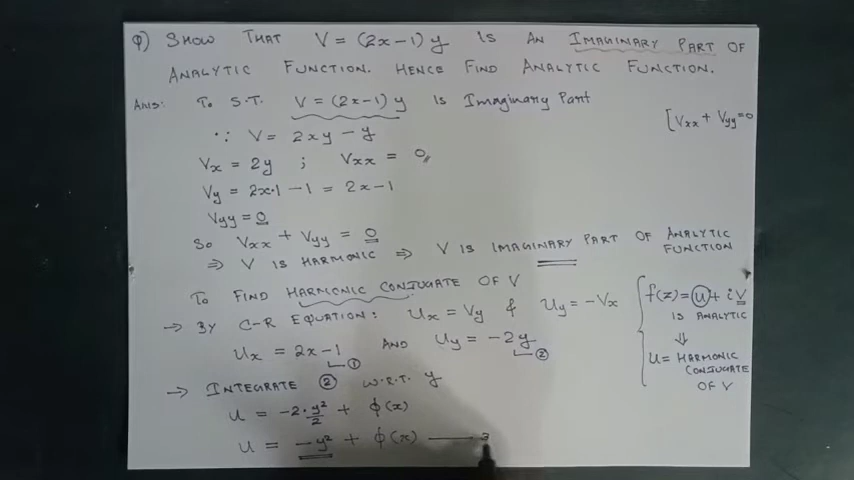 Q) SHOW THAT V = (2x-1) y IS AN IMAGINARY PART OF
ANALYTIC FUNCTION. HENCE FIND ANALYTIC FUNCTION.
Ans: TO S.T. V = (2x-1) y IS Imaginary Part
∵ V = 2xy - y
[Vxx + Vyy = 0
Vx = 2y ; Vxx = 0
Vy = 2x·1 - 1 = 2x-1
Vyy = 0
So Vxx + Vyy = 0
⇒ V IS HARMONIC ⇒ V IS IMAGINARY PART OF ANALYTIC FUNCTION
TO FIND HARMONIC CONJUGATE OF V
→ BY C-R EQUATION: Ux = Vy & Uy = -Vx
Ux = 2x-1 ① AND Uy = -2y ②
→ INTEGRATE ② W.R.T. y
U = -2·y²/2 + ϕ(x)
U = -y² + ϕ(x) — 3
f(z) = u + iV
IS ANALYTIC
⇓
U = HARMONIC
CONJUGATE
OF V